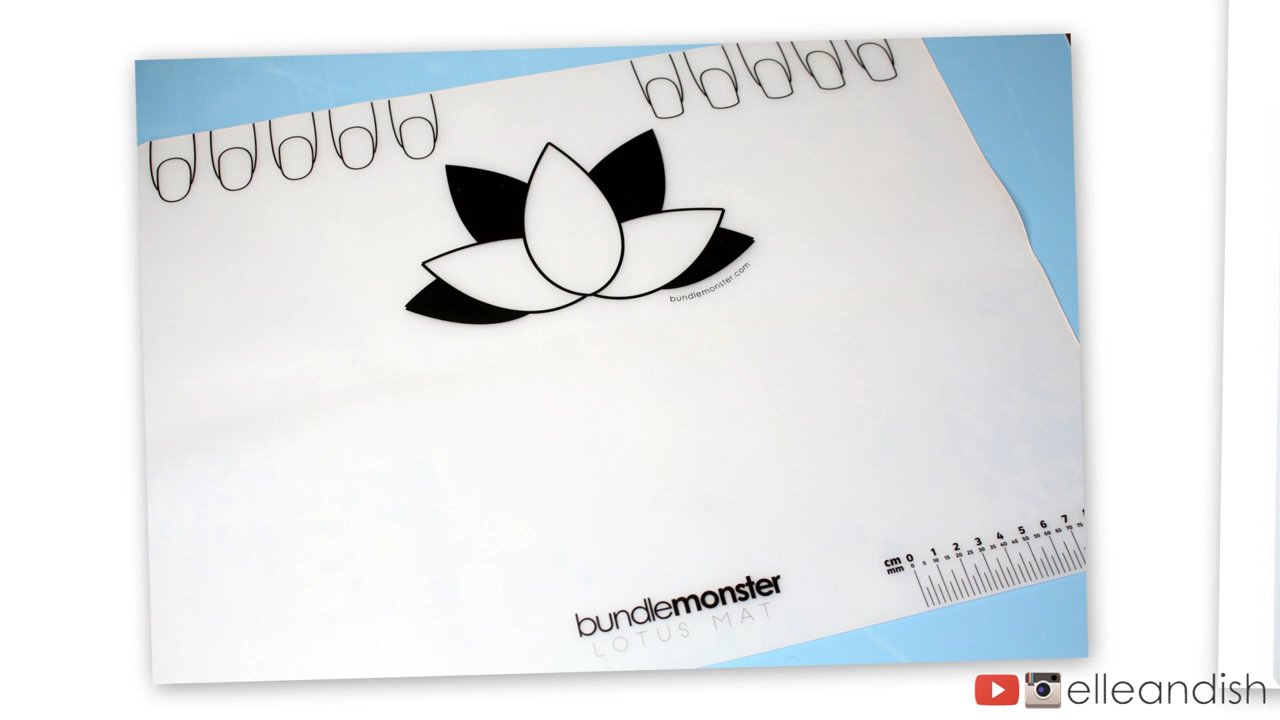 bundlemonster.com
cm 0 1 2 3 4 5 6 7
mm 0 5 10 15 20 25 30 35 40 45 50 55 60 65 70 75
bundlemonster
LOTUS MAT
elleandish